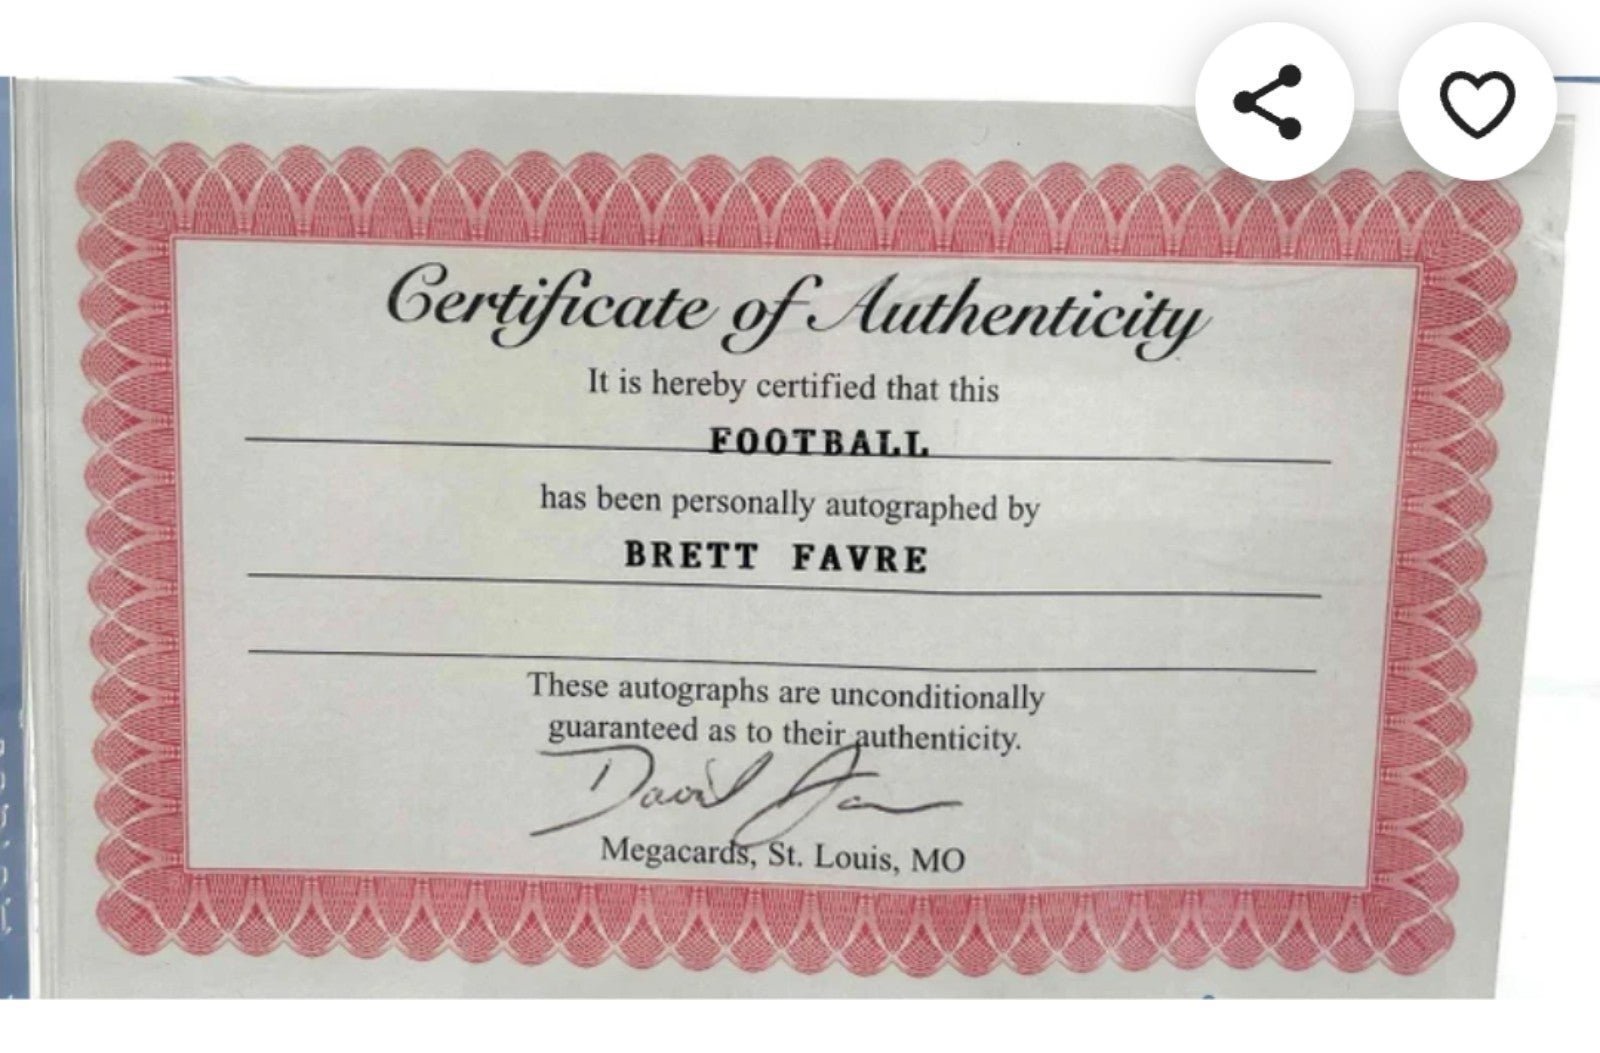 Certificate of Authenticity
It is hereby certified that this
FOOTBALL
has been personally autographed by
BRETT FAVRE
These autographs are unconditionally
guaranteed as to their authenticity.
David
Megacards, St. Louis, MO